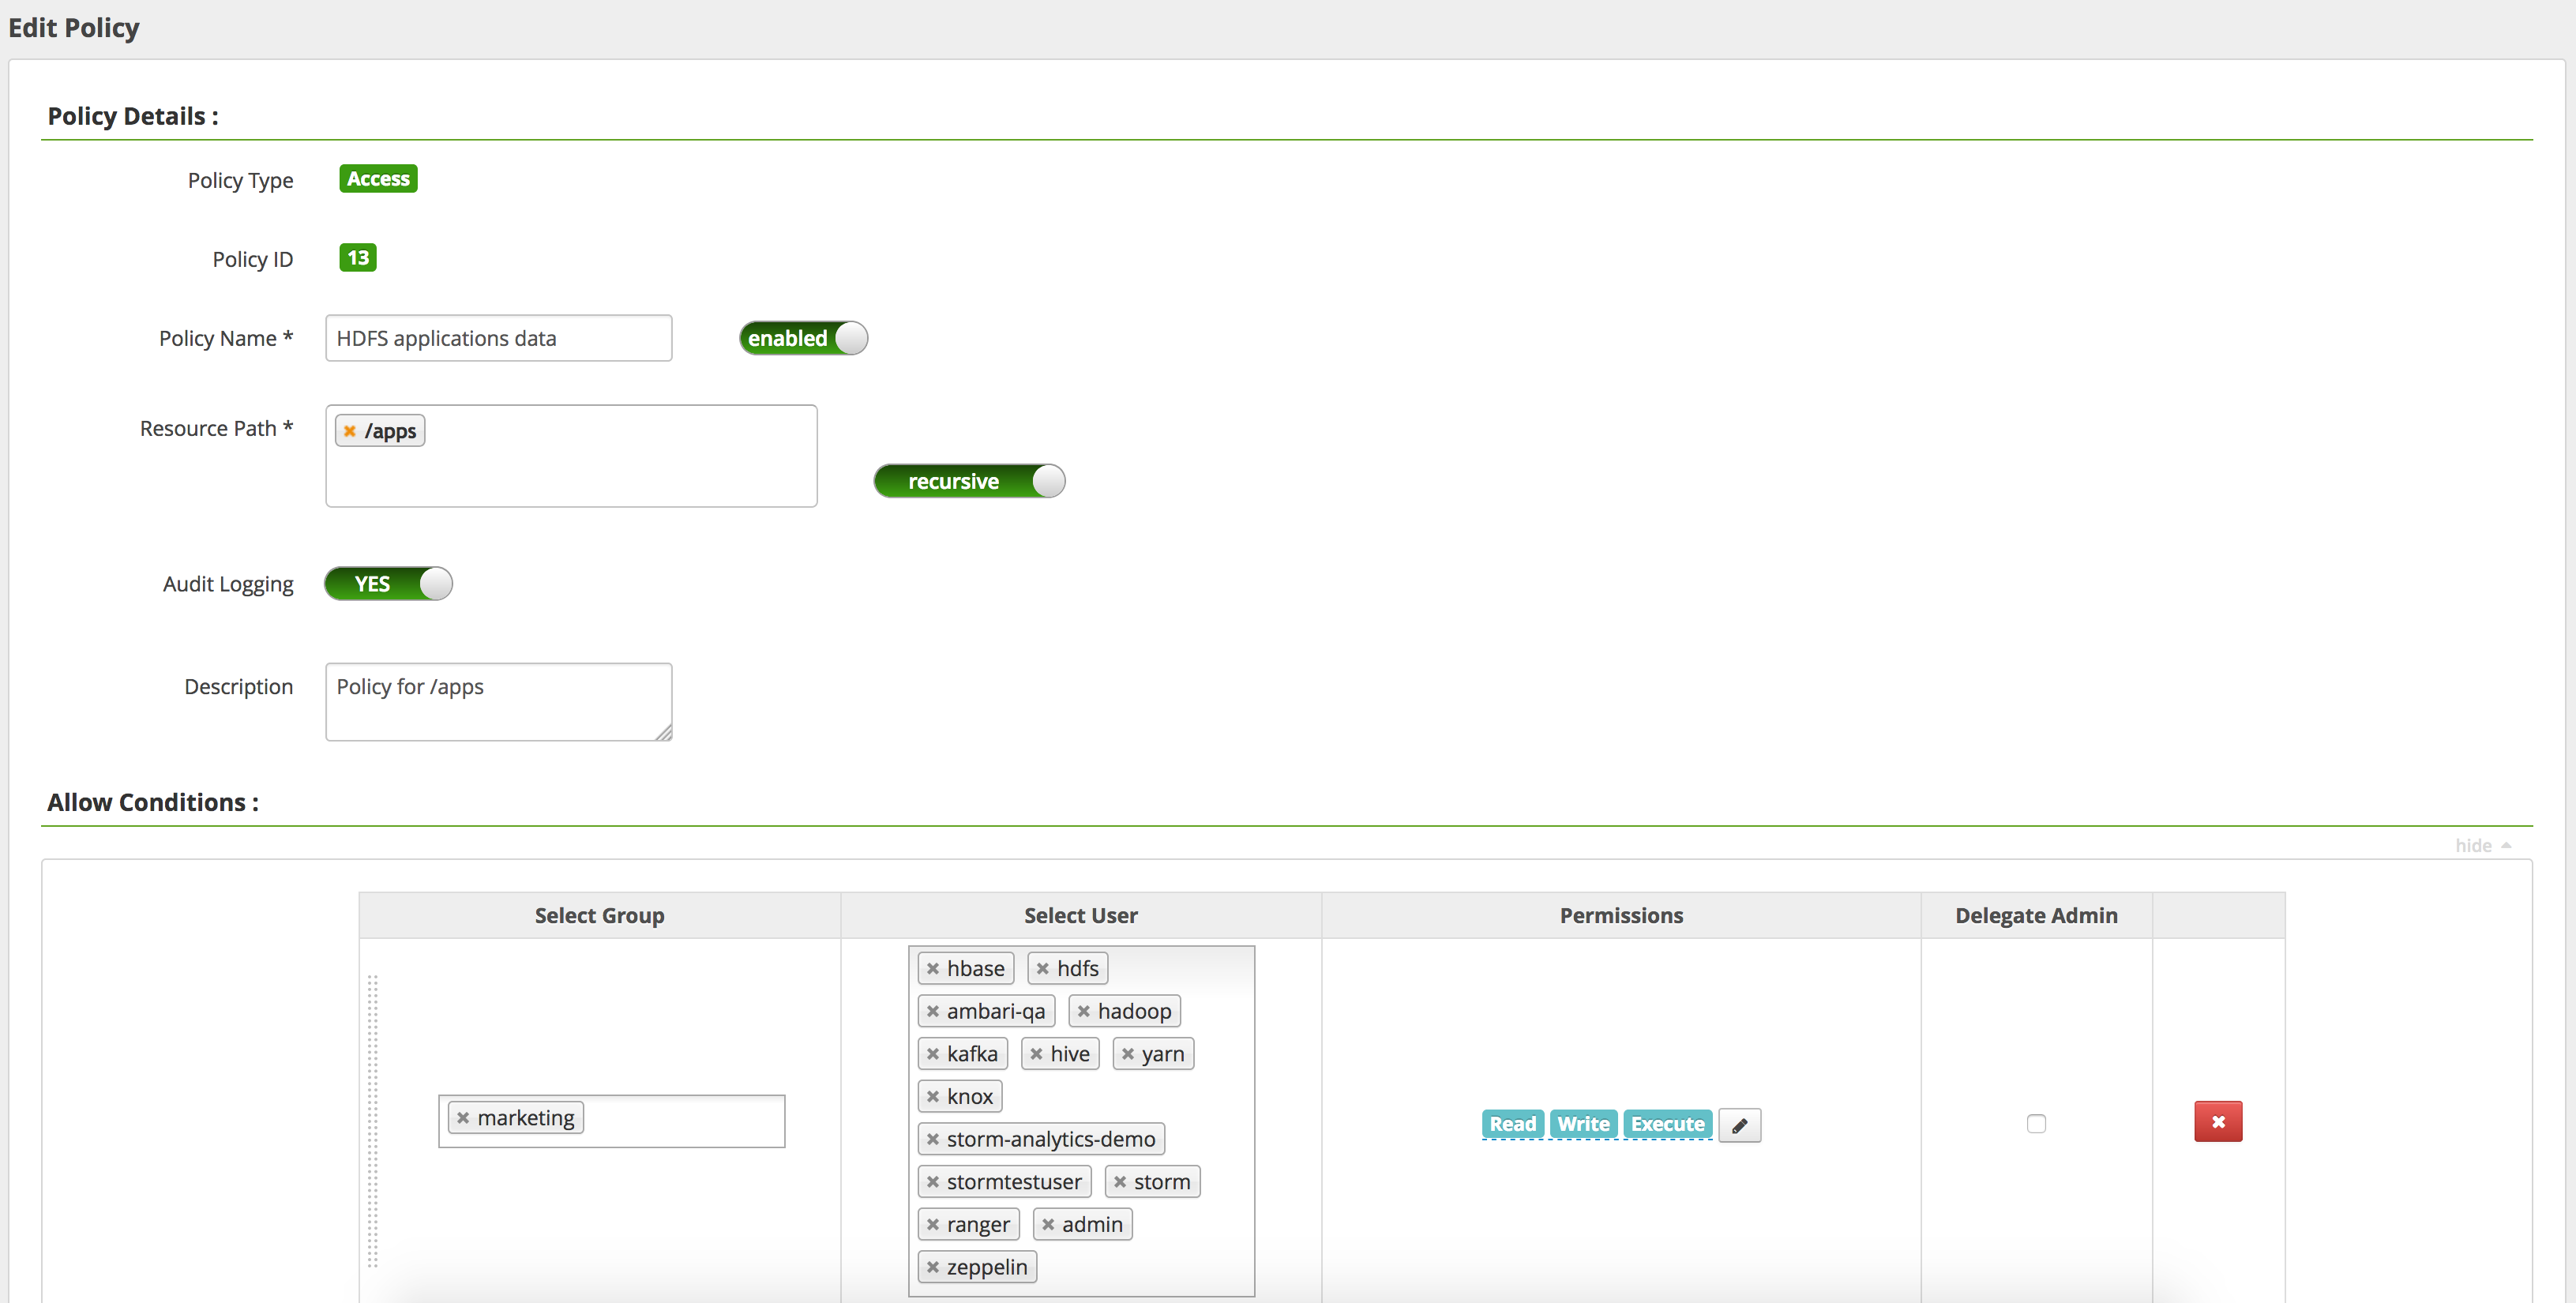 Edit Policy
Policy Details :
Policy Type Access
Policy ID 13
Policy Name * HDFS applications data enabled
Resource Path * /apps
recursive
Audit Logging YES
Description Policy for /apps
Allow Conditions :
hide
Select Group Select User Permissions Delegate Admin
hbase hdfs
ambari-qa hadoop
kafka hive yarn
knox
marketing
Read Write Execute
storm-analytics-demo
stormtestuser storm
ranger admin
zeppelin